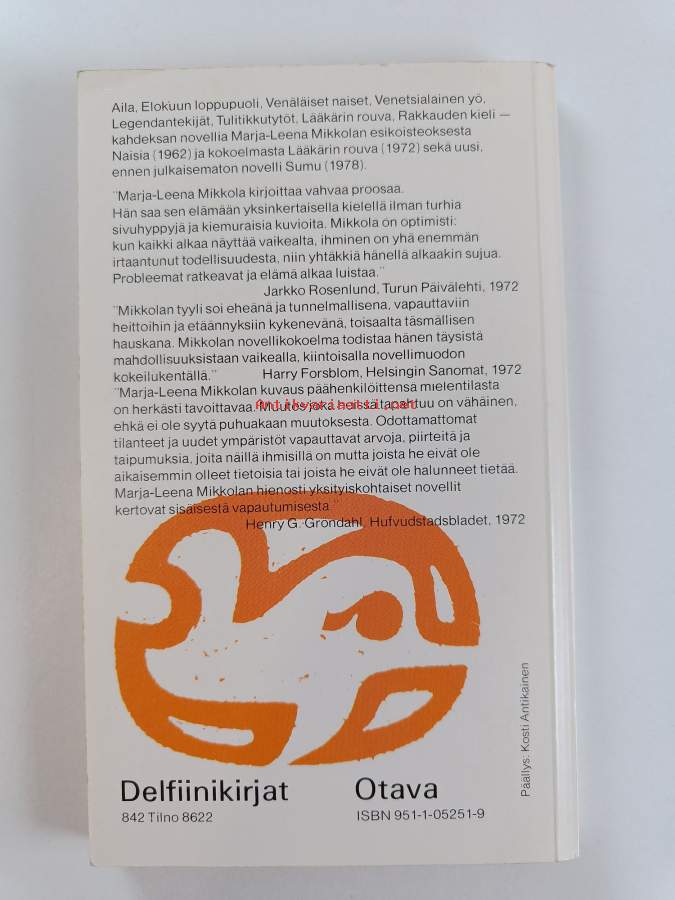 Aila, Elokuun loppupuoli, Venäläiset naiset, Venetsialainen yö,
Legendantekijät, Tulitikkutytöt, Lääkärin rouva, Rakkauden kieli —
kahdeksan novellia Marja-Leena Mikkolan esikoisteoksesta
Naisia (1962) ja kokoelmasta Lääkärin rouva (1972) sekä uusi,
ennen julkaisematon novelli Sumu (1978).
"Marja-Leena Mikkola kirjoittaa vahvaa proosaa.
Hän saa sen elämään yksinkertaisella kielellä ilman turhia
sivuhyppyjä ja kiemuraisia kuvioita. Mikkola on optimisti:
kun kaikki alkaa näyttää vaikealta, ihminen on yhä enemmän
irtaantunut todellisuudesta, niin yhtäkkiä hänellä alkaakin sujua.
Probleemat ratkeavat ja elämä alkaa luistaa."
Jarkko Rosenlund, Turun Päivälehti, 1972
"Mikkolan tyyli soi eheänä ja tunnelmallisena, vapauttaviin
heittoihin ja etäännyksiin kykenevänä, toisaalta täsmällisen
hauskana. Mikkolan novellikokoelma todistaa hänen täysistä
mahdollisuuksistaan vaikealla, kiintoisalla novellimuodon
kokeilukentällä." Harry Forsblom, Helsingin Sanomat, 1972
"Marja-Leena Mikkolan kuvaus päähenkilöittensä mielentilasta
on herkästi tavoittavaa. Muutos joka heissä tapahtuu on vähäinen,
ehkä ei ole syytä puhuakaan muutoksesta. Odottamattomat
tilanteet ja uudet ympäristöt vapauttavat arvoja, piirteitä ja
taipumuksia, joita näillä ihmisillä on mutta joista he eivät ole
aikaisemmin olleet tietoisia tai joista he eivät ole halunneet tietää.
Marja-Leena Mikkolan hienosti yksityiskohtaiset novellit
kertovat sisäisestä vapautumisesta."
Henry G. Gröndahl, Hufvudstadsbladet, 1972
Delfiinikirjat Otava
842 Tilno 8622 ISBN 951-1-05251-9
Päällys: Kosti Antikainen